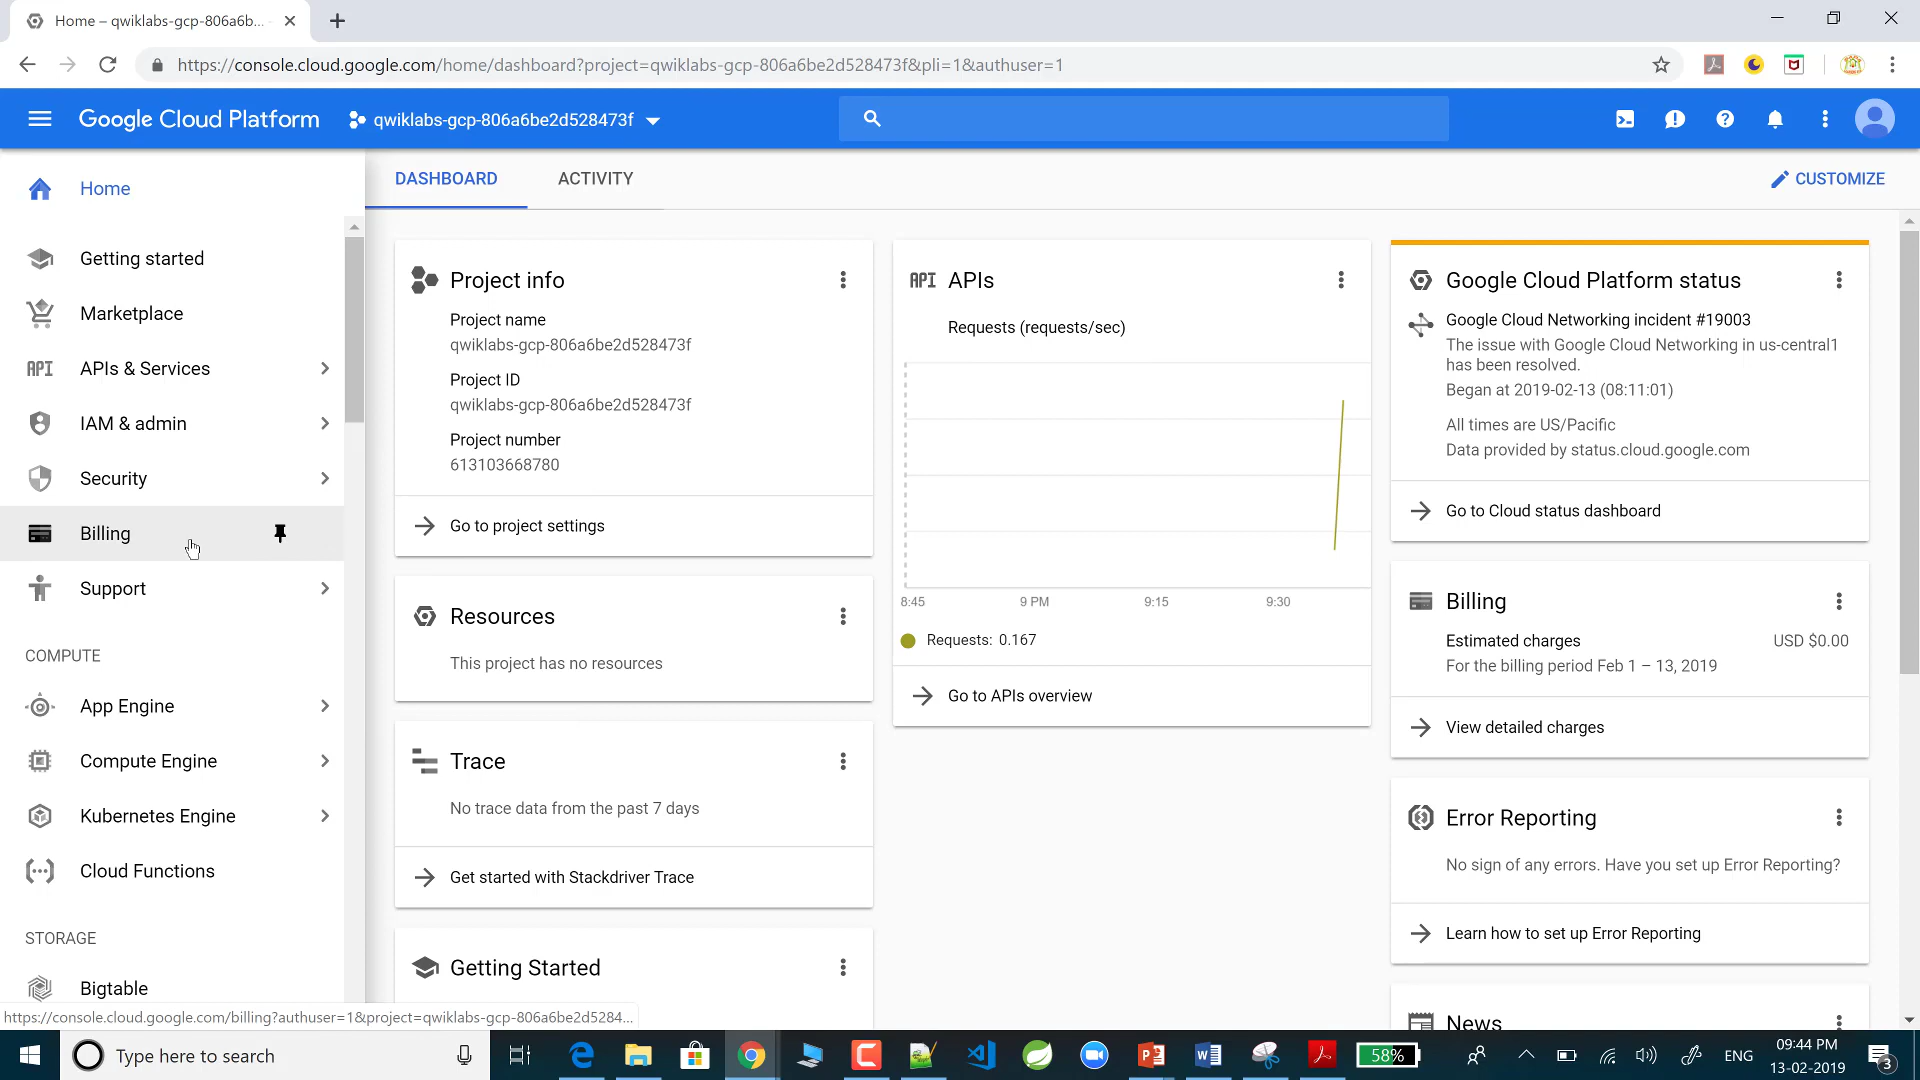 Home – qwiklabs-gcp-806a6b...
https://console.cloud.google.com/home/dashboard?project=qwiklabs-gcp-806a6be2d528473f&pli=1&authuser=1
Google Cloud Platform
qwiklabs-gcp-806a6be2d528473f
Home
Getting started
Marketplace
API
APIs & Services
IAM & admin
Security
Billing
Support
COMPUTE
App Engine
Compute Engine
Kubernetes Engine
Cloud Functions
STORAGE
Bigtable
https://console.cloud.google.com/billing?authuser=1&project=qwiklabs-gcp-806a6be2d5284...
DASHBOARD
ACTIVITY
CUSTOMIZE
Project info
Project name
qwiklabs-gcp-806a6be2d528473f
Project ID
qwiklabs-gcp-806a6be2d528473f
Project number
613103668780
Go to project settings
Resources
This project has no resources
Trace
No trace data from the past 7 days
Get started with Stackdriver Trace
Getting Started
API
APIs
Requests (requests/sec)
8:45
9 PM
9:15
9:30
Requests: 0.167
Go to APIs overview
Google Cloud Platform status
Google Cloud Networking incident #19003
The issue with Google Cloud Networking in us-central1
has been resolved.
Began at 2019-02-13 (08:11:01)
All times are US/Pacific
Data provided by status.cloud.google.com
Go to Cloud status dashboard
Billing
Estimated charges
USD $0.00
For the billing period Feb 1 – 13, 2019
View detailed charges
Error Reporting
No sign of any errors. Have you set up Error Reporting?
Learn how to set up Error Reporting
News
Type here to search
58%
ENG
09:44 PM
13-02-2019
3